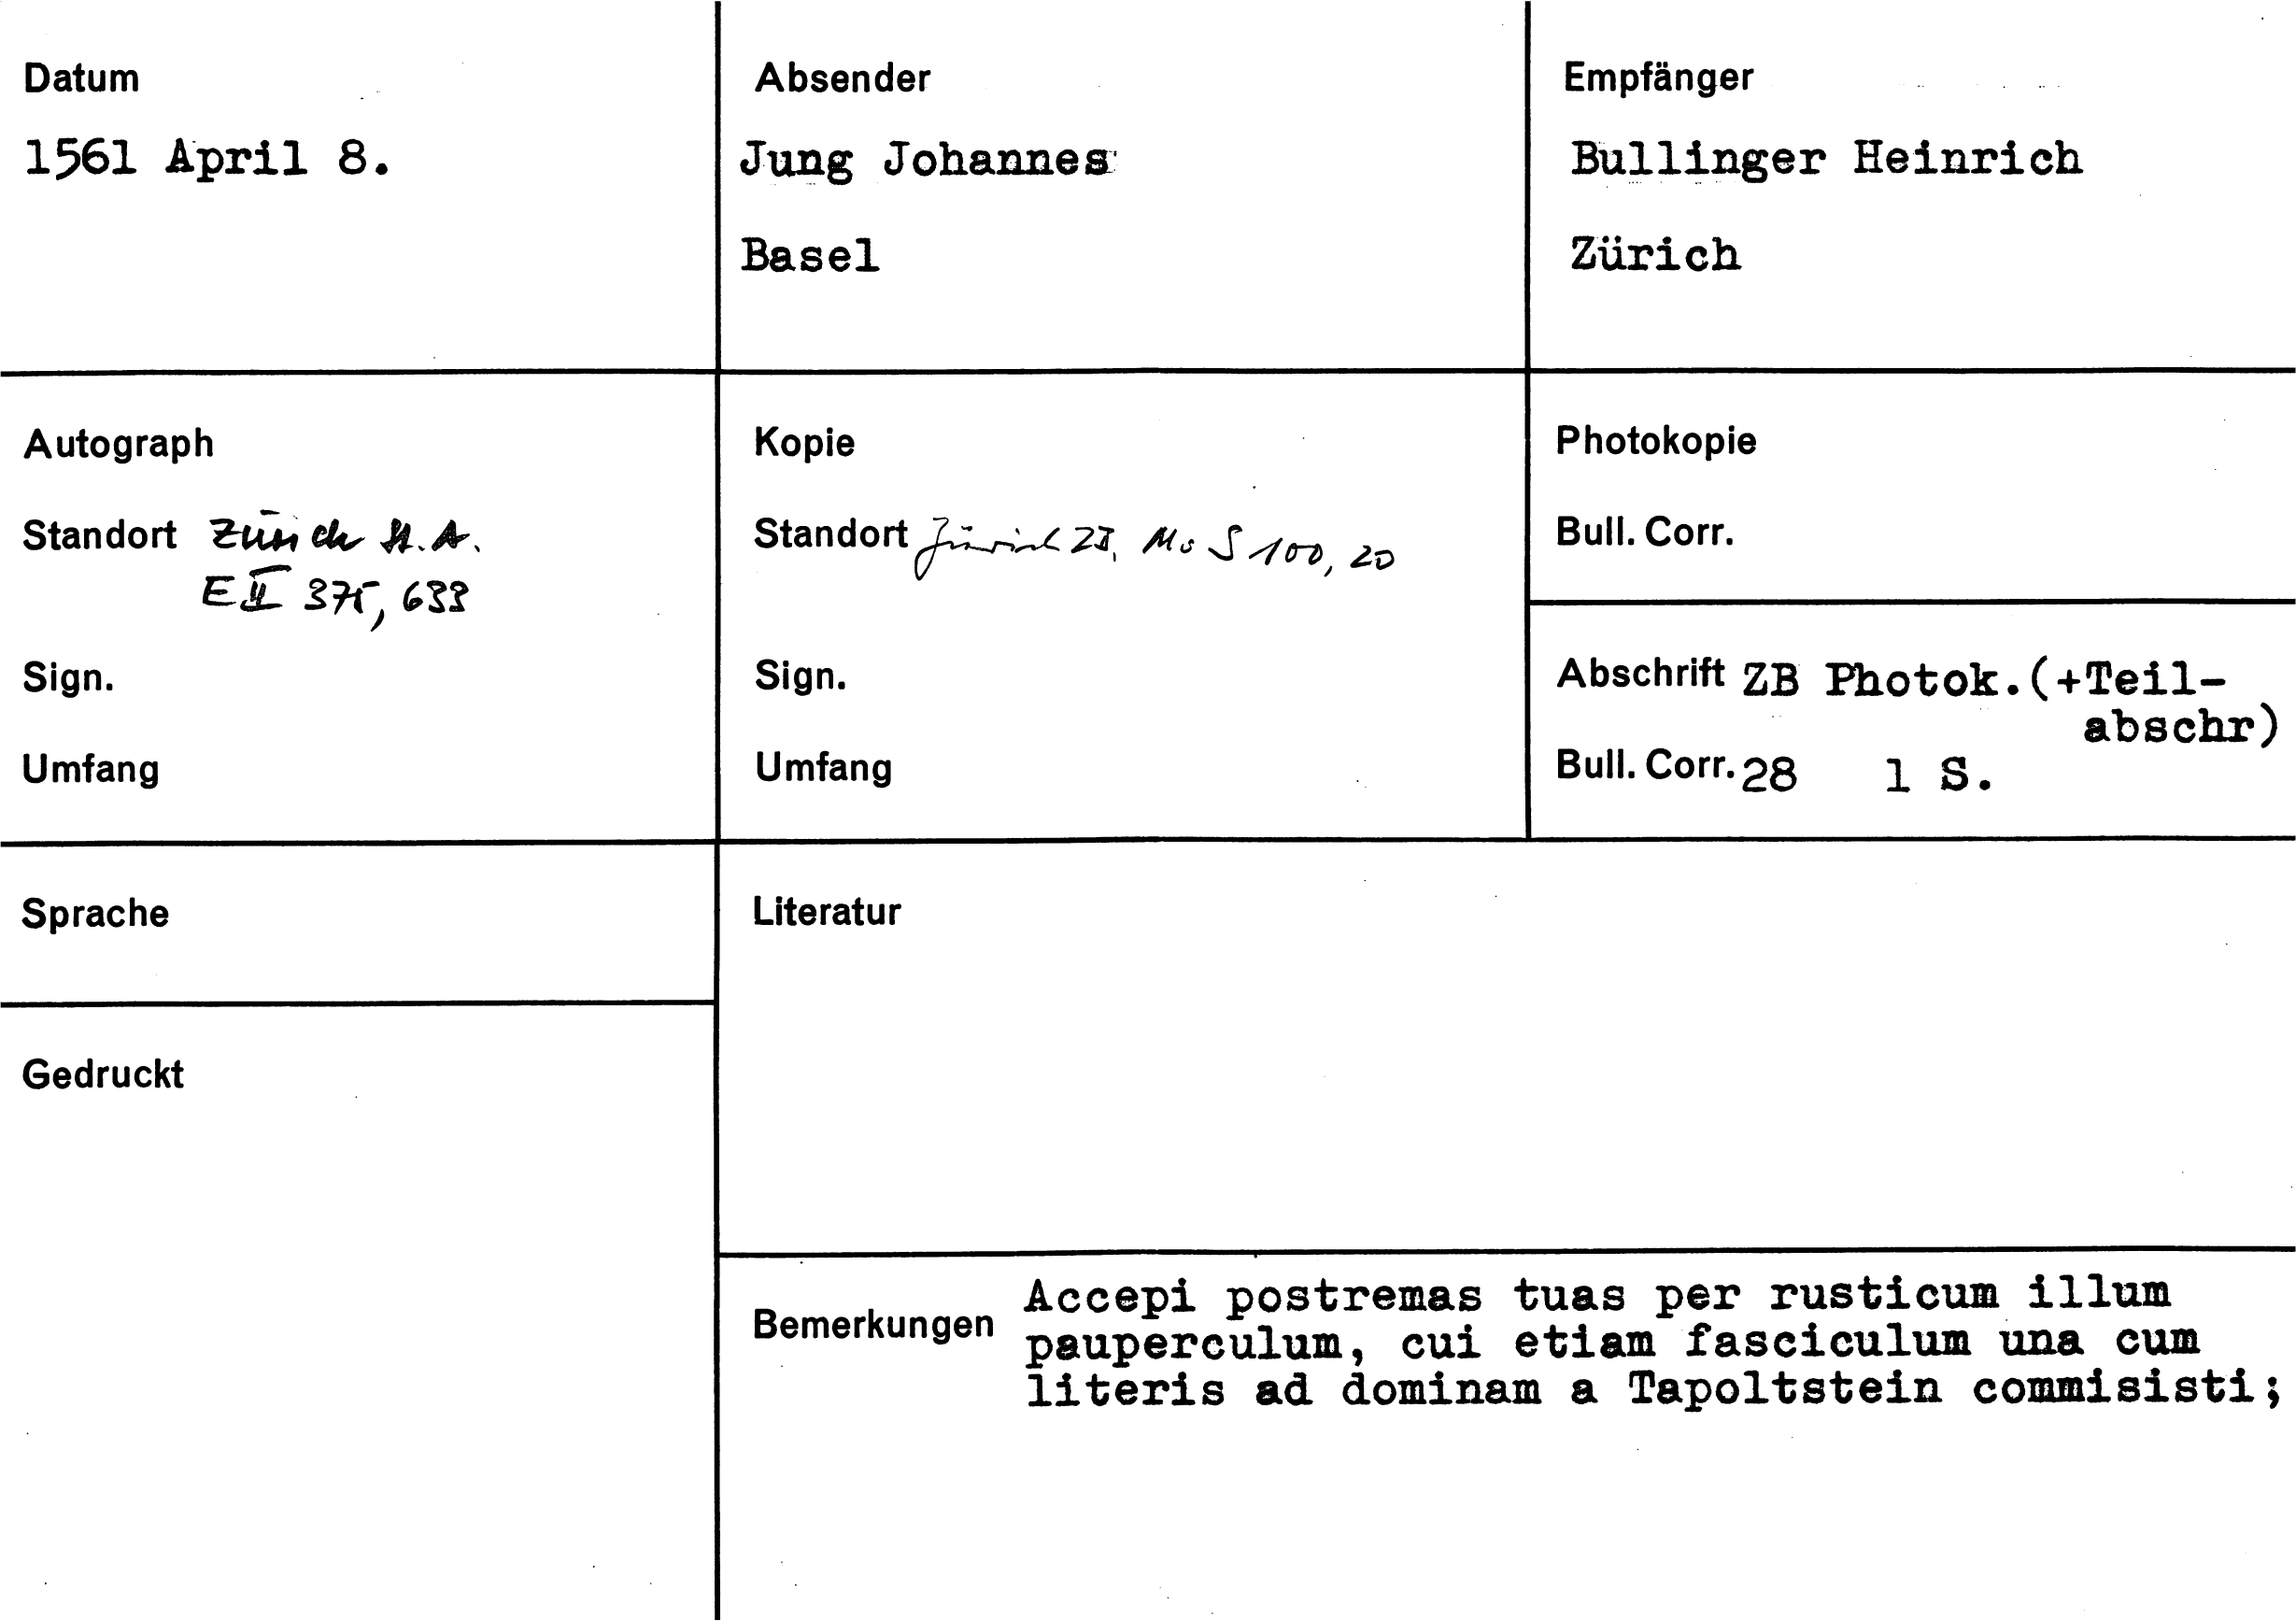 Datum
1561 April 8.
Absender
Jung Johannes
Basel
Empfänger
Bullinger Heinrich
Zürich
Autograph
Standort Zürich St.A.
E II 375, 633
Sign.
Umfang
Kopie
Standort Zürich ZB, Ms S 100, 20
Sign.
Umfang
Photokopie
Bull. Corr.
Abschrift ZB Photok.(+Teil-
abschr)
Bull. Corr. 28 1 S.
Sprache
Literatur
Gedruckt
Bemerkungen Accepi postremas tuas per rusticum illum
pauperculum, cui etiam fasciculum una cum
literis ad dominam a Tapoltstein commisisti;